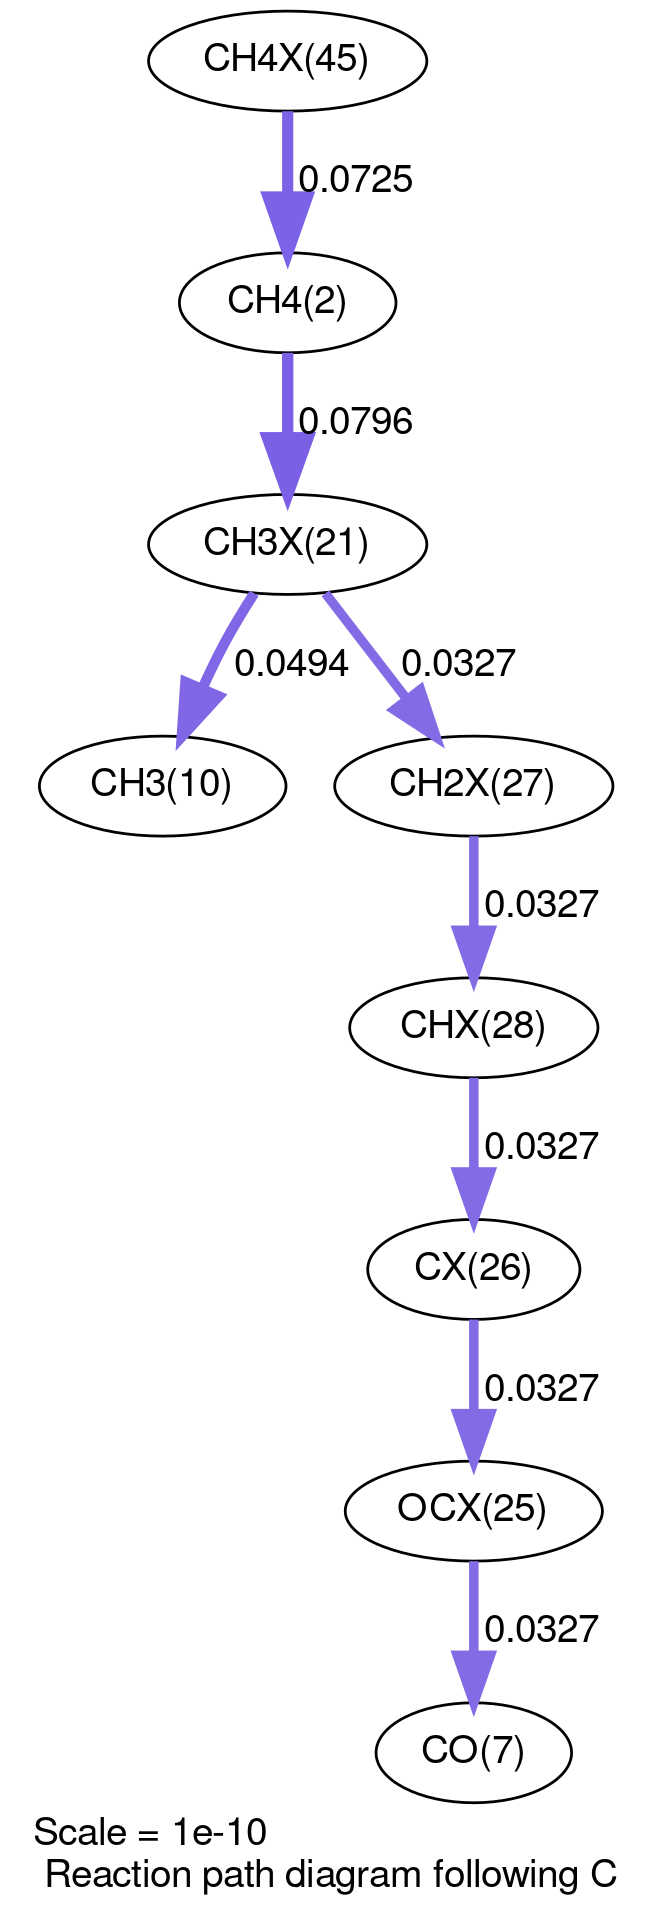 CH4X(45)
0.0725
CH4(2)
0.0796
CH3X(21)
0.0494
0.0327
CH3(10)
CH2X(27)
0.0327
CHX(28)
0.0327
CX(26)
0.0327
OCX(25)
0.0327
CO(7)
Scale = 1e-10
Reaction path diagram following C